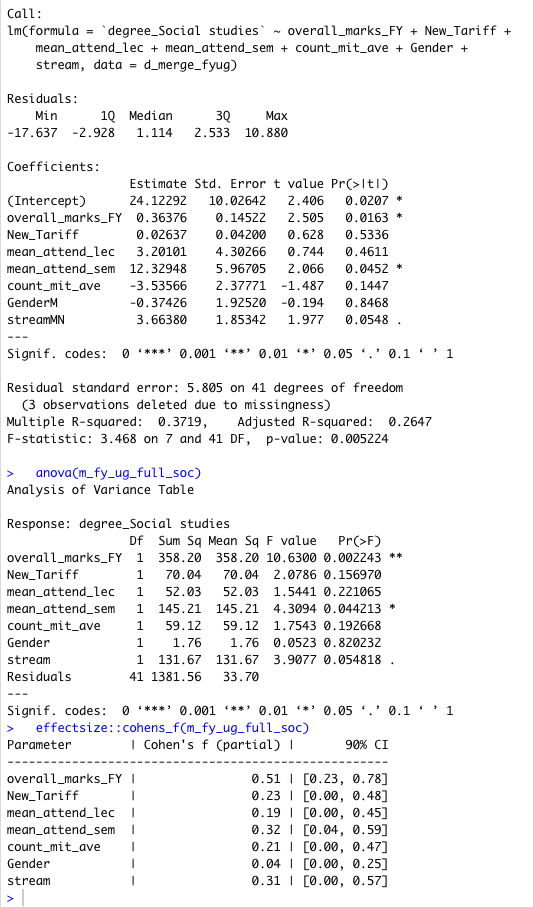 Call:
lm(formula = `degree_Social studies` ~ overall_marks_FY + New_Tariff +
    mean_attend_lec + mean_attend_sem + count_mit_ave + Gender +
    stream, data = d_merge_fyug)

Residuals:
    Min      1Q  Median      3Q     Max
-17.637  -2.928   1.114   2.533  10.880

Coefficients:
                 Estimate Std. Error t value Pr(>|t|)
(Intercept)      24.12292   10.02642   2.406   0.0207 *
overall_marks_FY  0.36376    0.14522   2.505   0.0163 *
New_Tariff        0.02637    0.04200   0.628   0.5336
mean_attend_lec   3.20101    4.30266   0.744   0.4611
mean_attend_sem  12.32948    5.96705   2.066   0.0452 *
count_mit_ave    -3.53566    2.37771  -1.487   0.1447
GenderM          -0.37426    1.92520  -0.194   0.8468
streamMN          3.66380    1.85342   1.977   0.0548 .
---
Signif. codes:  0 ‘***’ 0.001 ‘**’ 0.01 ‘*’ 0.05 ‘.’ 0.1 ‘ ’ 1

Residual standard error: 5.805 on 41 degrees of freedom
  (3 observations deleted due to missingness)
Multiple R-squared:  0.3719,    Adjusted R-squared:  0.2647
F-statistic: 3.468 on 7 and 41 DF,  p-value: 0.005224

>   anova(m_fy_ug_full_soc)
Analysis of Variance Table

Response: degree_Social studies
                 Df  Sum Sq Mean Sq F value   Pr(>F)
overall_marks_FY  1  358.20  358.20 10.6300 0.002243 **
New_Tariff        1   70.04   70.04  2.0786 0.156970
mean_attend_lec   1   52.03   52.03  1.5441 0.221065
mean_attend_sem   1  145.21  145.21  4.3094 0.044213 *
count_mit_ave     1   59.12   59.12  1.7543 0.192668
Gender            1    1.76    1.76  0.0523 0.820232
stream            1  131.67  131.67  3.9077 0.054818 .
Residuals        41 1381.56   33.70
---
Signif. codes:  0 ‘***’ 0.001 ‘**’ 0.01 ‘*’ 0.05 ‘.’ 0.1 ‘ ’ 1
>   effectsize::cohens_f(m_fy_ug_full_soc)
Parameter        | Cohen's f (partial) |       90% CI
-----------------------------------------------------
overall_marks_FY |                0.51 | [0.23, 0.78]
New_Tariff       |                0.23 | [0.00, 0.48]
mean_attend_lec  |                0.19 | [0.00, 0.45]
mean_attend_sem  |                0.32 | [0.04, 0.59]
count_mit_ave    |                0.21 | [0.00, 0.47]
Gender           |                0.04 | [0.00, 0.25]
stream           |                0.31 | [0.00, 0.57]
>